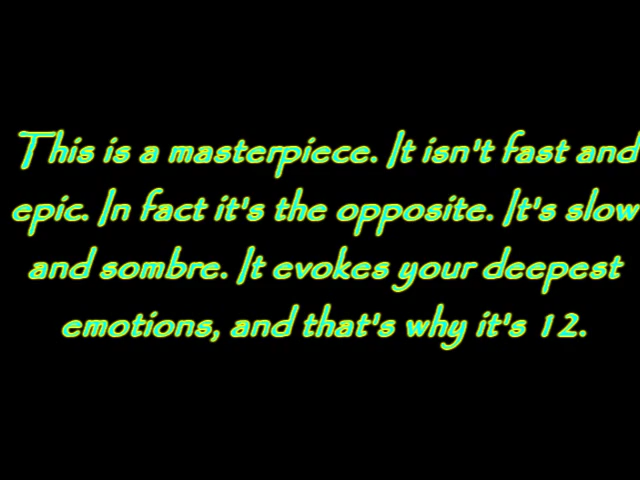 This is a masterpiece. It isn't fast and
epic. In fact it's the opposite. It's slow
and sombre. It evokes your deepest
emotions, and that's why it's 12.